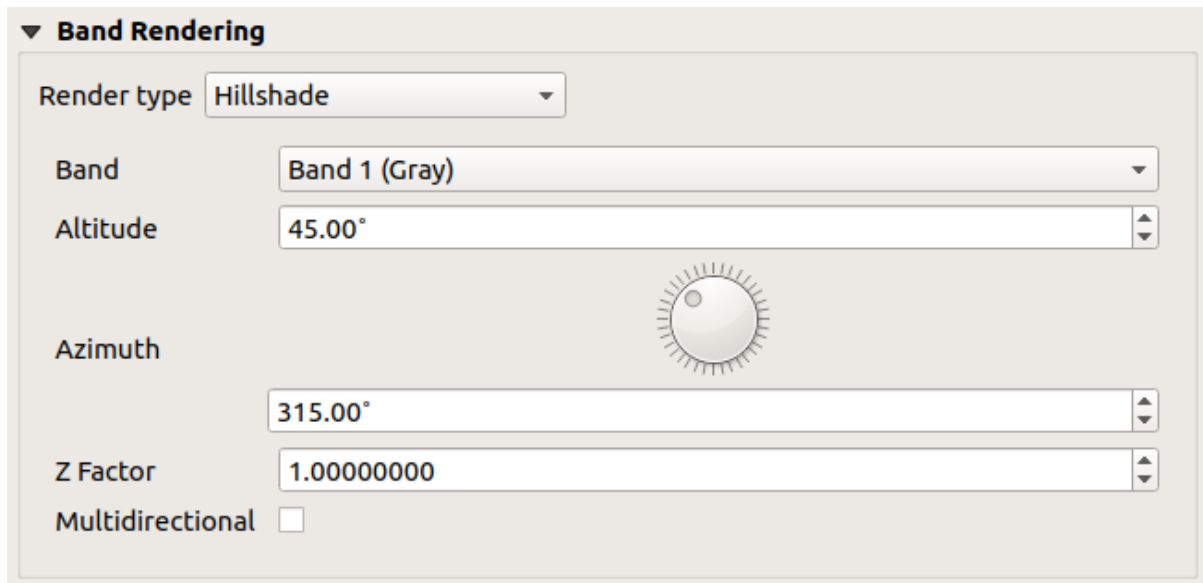 Band Rendering
Render type Hillshade
Band Band 1 (Gray)
Altitude 45.00°
Azimuth
315.00°
Z Factor 1.00000000
Multidirectional